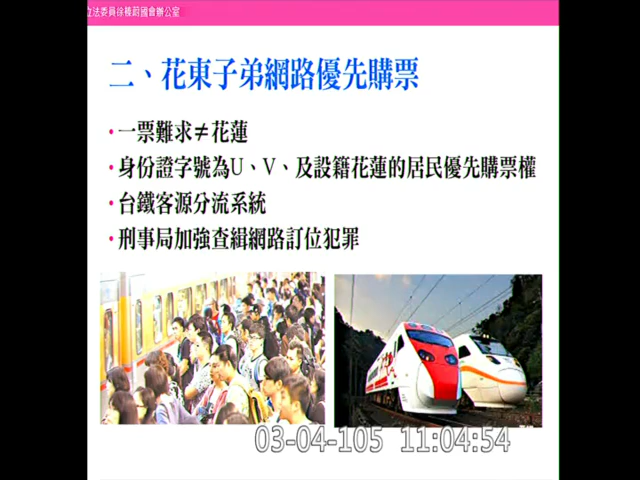 立法委員徐榛蔚國會辦公室
二、花東子弟網路優先購票
•一票難求≠花蓮
•身份證字號為U、V、及設籍花蓮的居民優先購票權
•台鐵客源分流系統
•刑事局加強查緝網路訂位犯罪
03-04-105 11:04:54